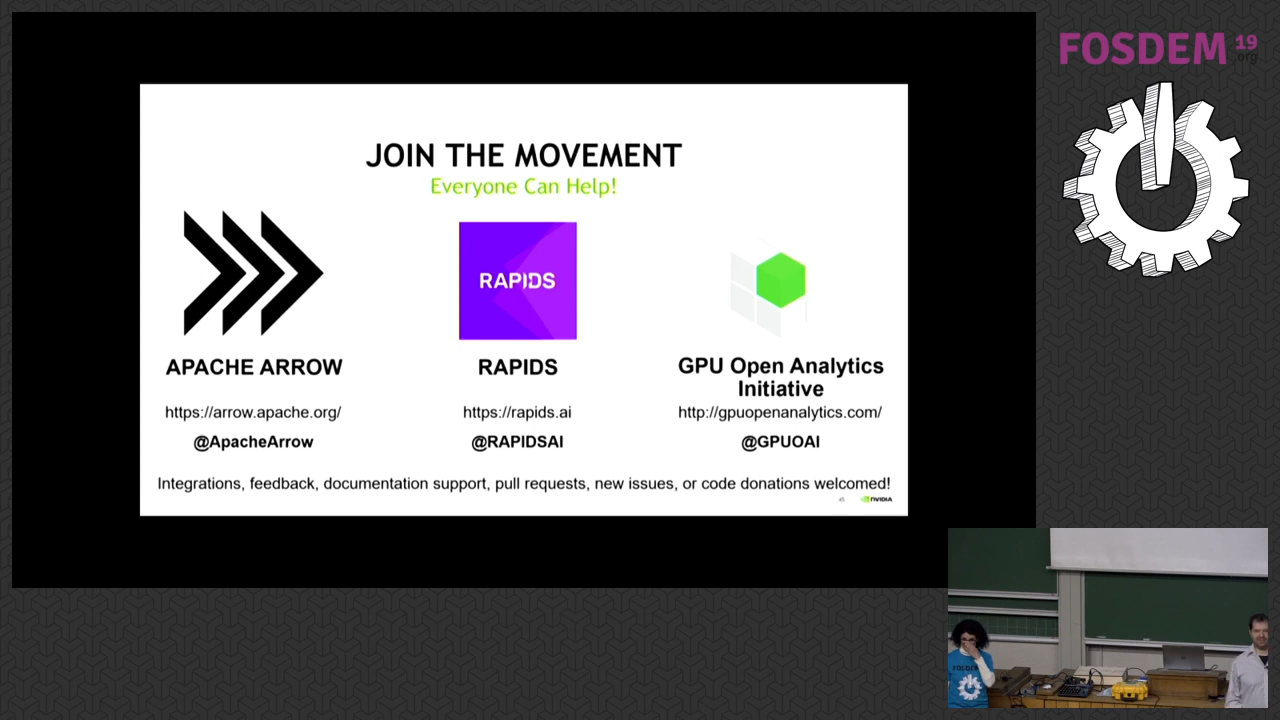 FOSDEM 19
.org
JOIN THE MOVEMENT
Everyone Can Help!
RAPIDS
APACHE ARROW
RAPIDS
GPU Open Analytics
Initiative
https://arrow.apache.org/
https://rapids.ai
http://gpuopenanalytics.com/
@ApacheArrow
@RAPIDSAI
@GPUOAI
Integrations, feedback, documentation support, pull requests, new issues, or code donations welcomed!
45
NVIDIA
FOSDEM